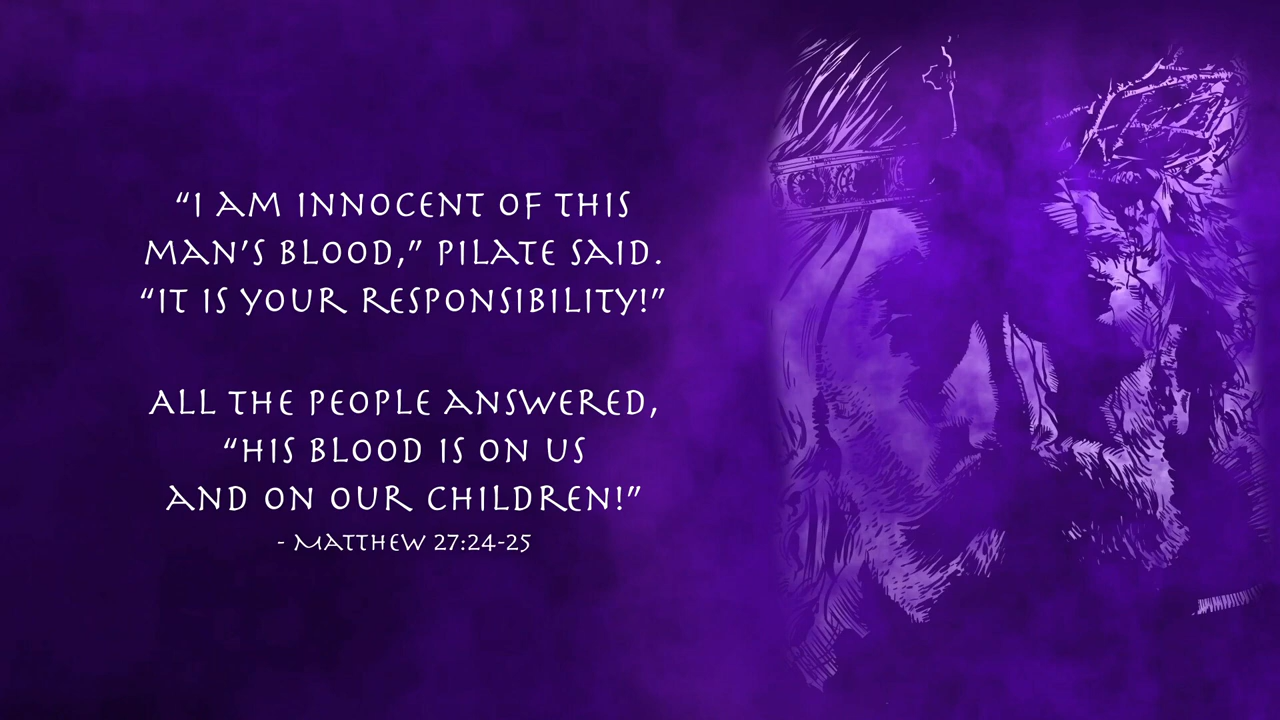 “I AM INNOCENT OF THIS
MAN’S BLOOD,” PILATE SAID.
“IT IS YOUR RESPONSIBILITY!”
ALL THE PEOPLE ANSWERED,
“HIS BLOOD IS ON US
AND ON OUR CHILDREN!”
- MATTHEW 27:24-25